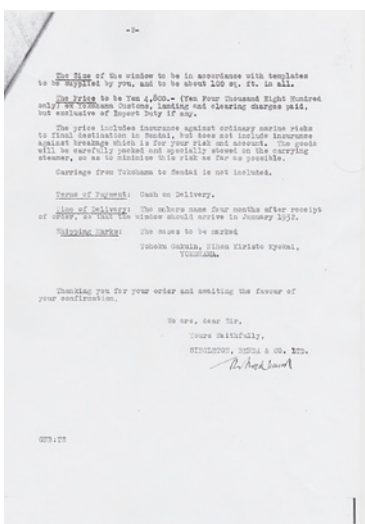 -2-
The Size of the window to be in accordance with templates
to be supplied by you, and to be about 100 sq. ft. in all.
The Price to be Yen 4,800.- (Yen Four Thousand Eight Hundred
only) ex Yokohama Customs, landing and clearing charges paid,
but exclusive of Import Duty if any.
The price includes insurance against ordinary marine risks
to final destination in Sendai, but does not include insurance
against breakage which is for your risk and account. The goods
will be carefully packed and specially stowed on the carrying
steamer, so as to minimise this risk as far as possible.
Carriage from Yokohama to Sendai is not included.
Terms of Payment: Cash on Delivery.
Time of Delivery: The makers name four months after receipt
of order, so that the window should arrive in January 1932.
Shipping Marks: The cases to be marked
Tohoku Gakuin, Nihon Kiristo Kyokai,
YOKOHAMA.
Thanking you for your order and awaiting the favour of
your confirmation.
We are, dear Sir,
Yours faithfully,
SINGLETON, BENDA & CO. LTD.